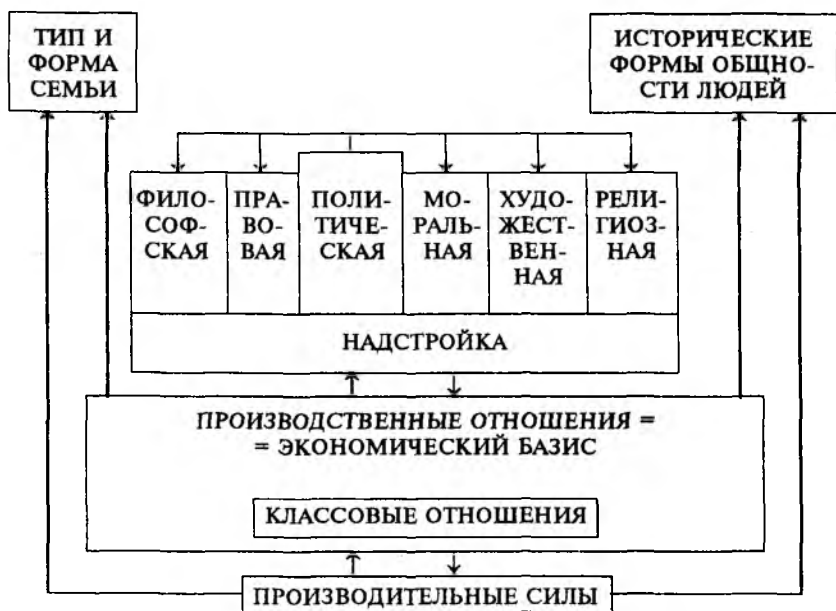 ТИП И
ФОРМА
СЕМЬИ
ИСТОРИЧЕСКИЕ
ФОРМЫ ОБЩНО-
СТИ ЛЮДЕЙ
ФИЛО-
СОФ-
СКАЯ
ПРА-
ВО-
ВАЯ
ПОЛИ-
ТИЧЕ-
СКАЯ
МО-
РАЛЬ-
НАЯ
ХУДО-
ЖЕСТ-
ВЕН-
НАЯ
РЕЛИ-
ГИОЗ-
НАЯ
НАДСТРОЙКА
ПРОИЗВОДСТВЕННЫЕ ОТНОШЕНИЯ =
= ЭКОНОМИЧЕСКИЙ БАЗИС
КЛАССОВЫЕ ОТНОШЕНИЯ
ПРОИЗВОДИТЕЛЬНЫЕ СИЛЫ